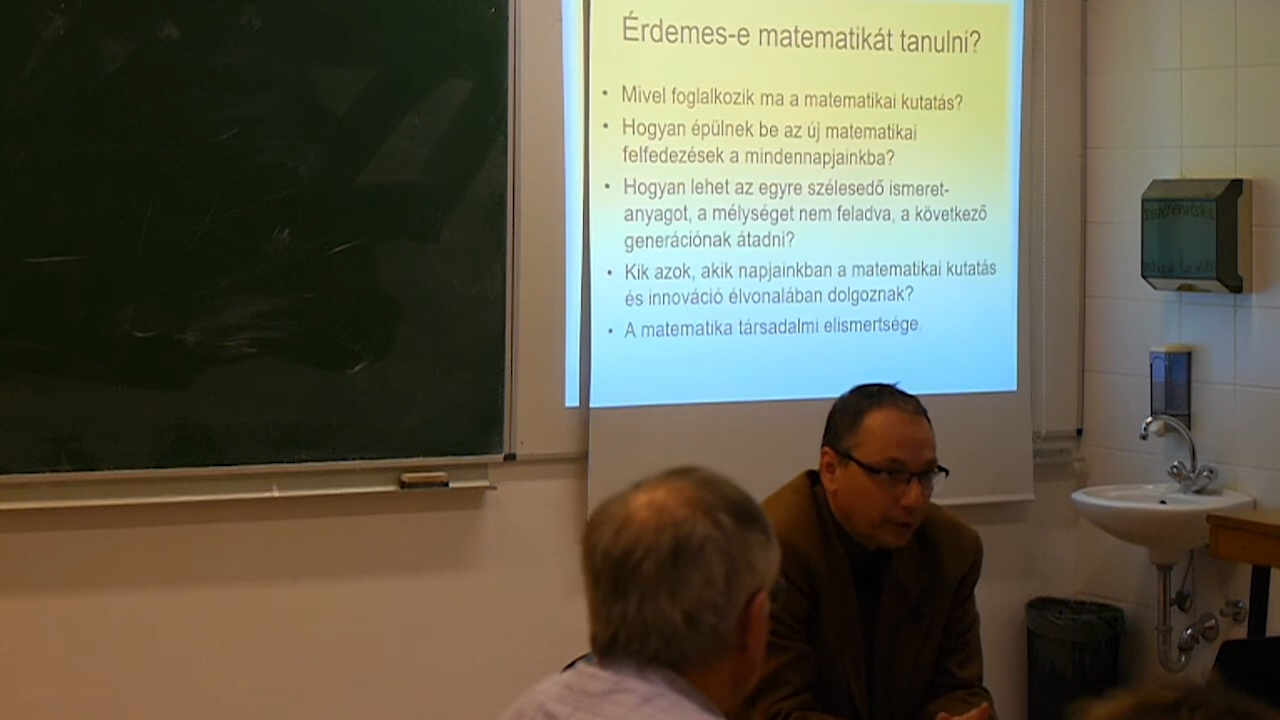 Érdemes-e matematikát tanulni?
• Mivel foglalkozik ma a matematikai kutatás?
• Hogyan épülnek be az új matematikai
felfedezések a mindennapjainkba?
• Hogyan lehet az egyre szélesedő ismeret-
anyagot, a mélységet nem feladva, a következő
generációnak átadni?
• Kik azok, akik napjainkban a matematikai kutatás
és innováció élvonalában dolgoznak?
• A matematika társadalmi elismertsége.